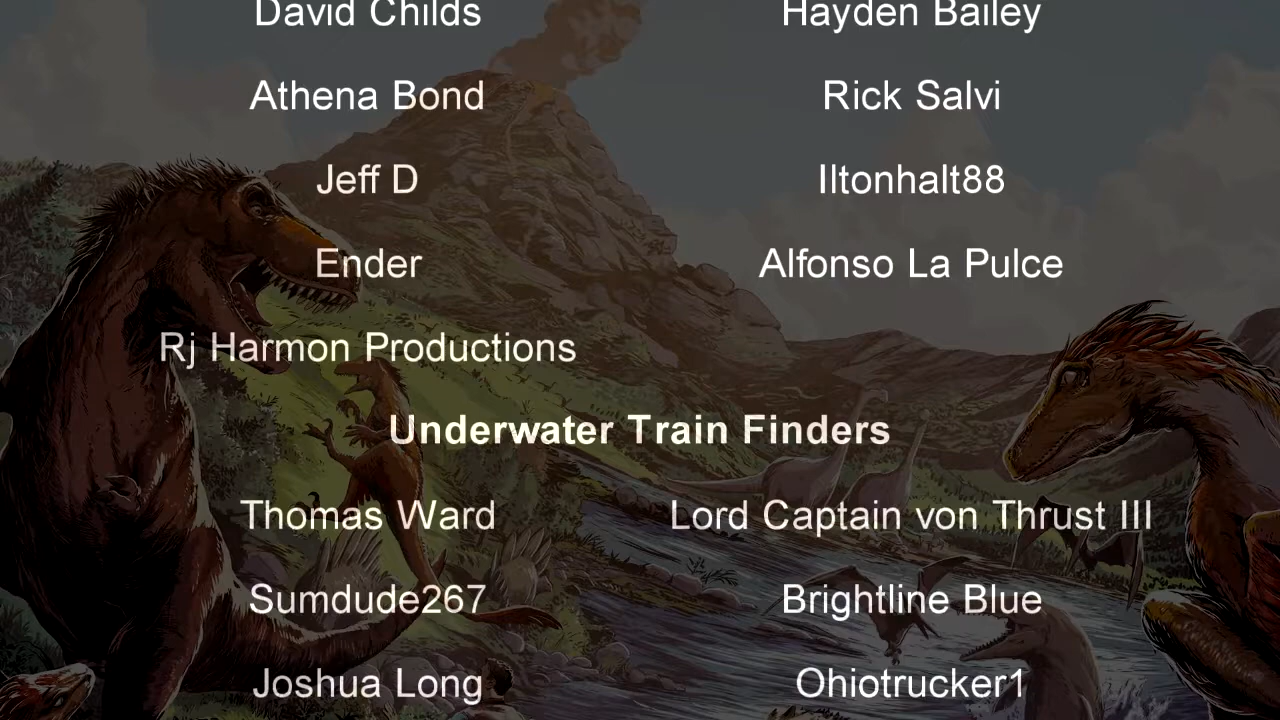 David Childs Hayden Bailey
Athena Bond Rick Salvi
Jeff D Iltonhalt88
Ender Alfonso La Pulce
Rj Harmon Productions
Underwater Train Finders
Thomas Ward Lord Captain von Thrust III
Sumdude267 Brightline Blue
Joshua Long Ohiotrucker1